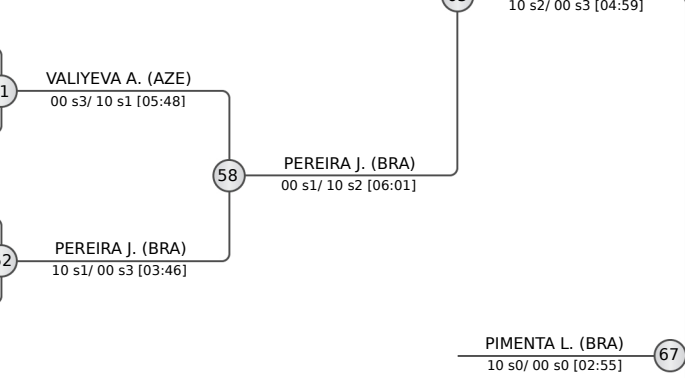 10 s2/ 00 s3 [04:59]
VALIYEVA A. (AZE)
00 s3/ 10 s1 [05:48]
PEREIRA J. (BRA)
58
00 s1/ 10 s2 [06:01]
PEREIRA J. (BRA)
10 s1/ 00 s3 [03:46]
PIMENTA L. (BRA)
67
10 s0/ 00 s0 [02:55]